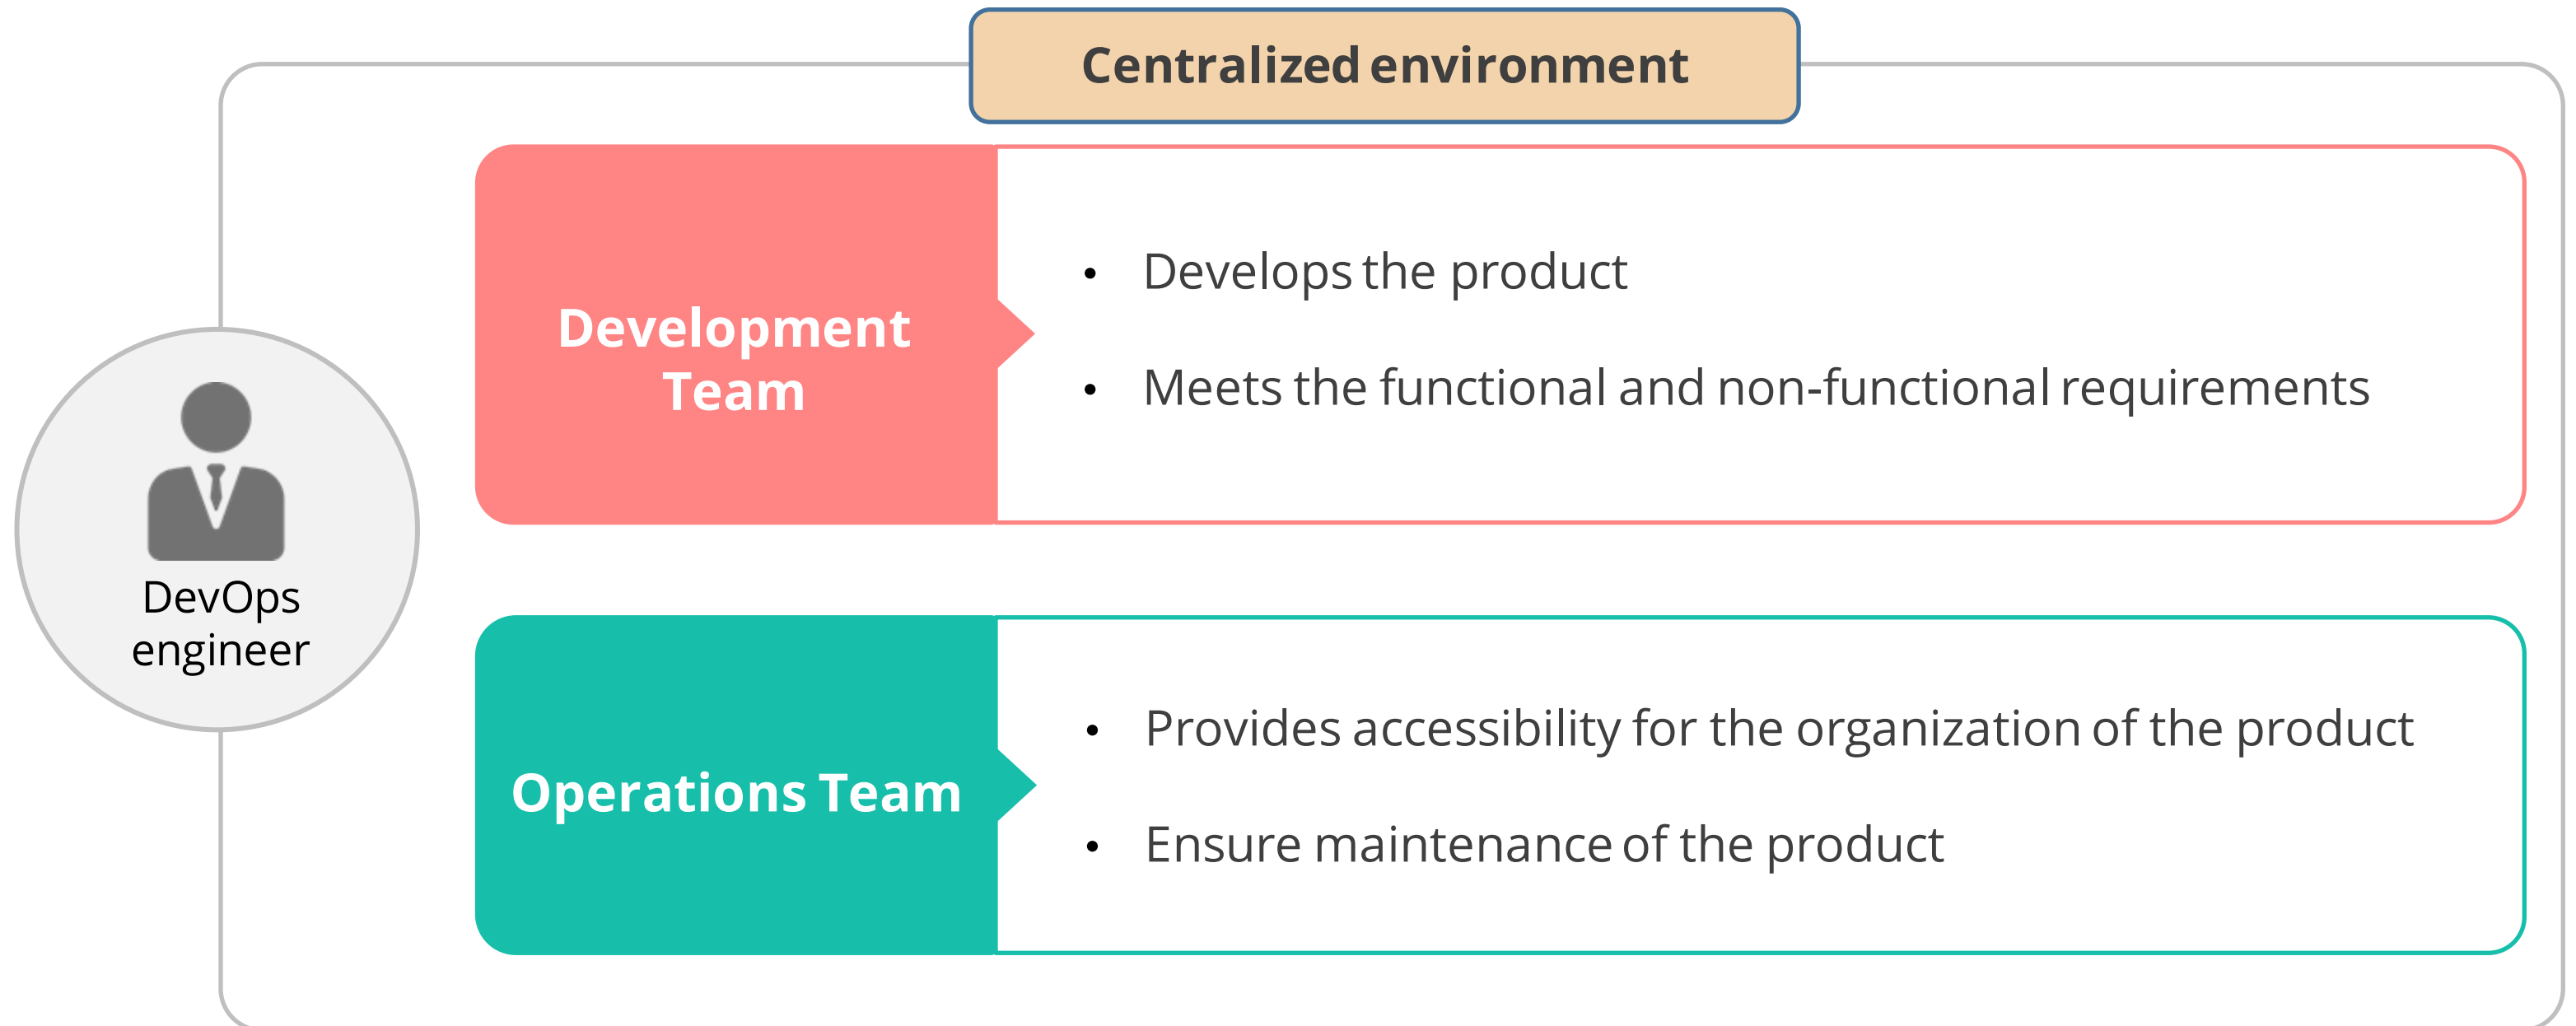 Centralized environment
Development
Team
• Develops the product
• Meets the functional and non-functional requirements
DevOps
engineer
Operations Team
• Provides accessibility for the organization of the product
• Ensure maintenance of the product